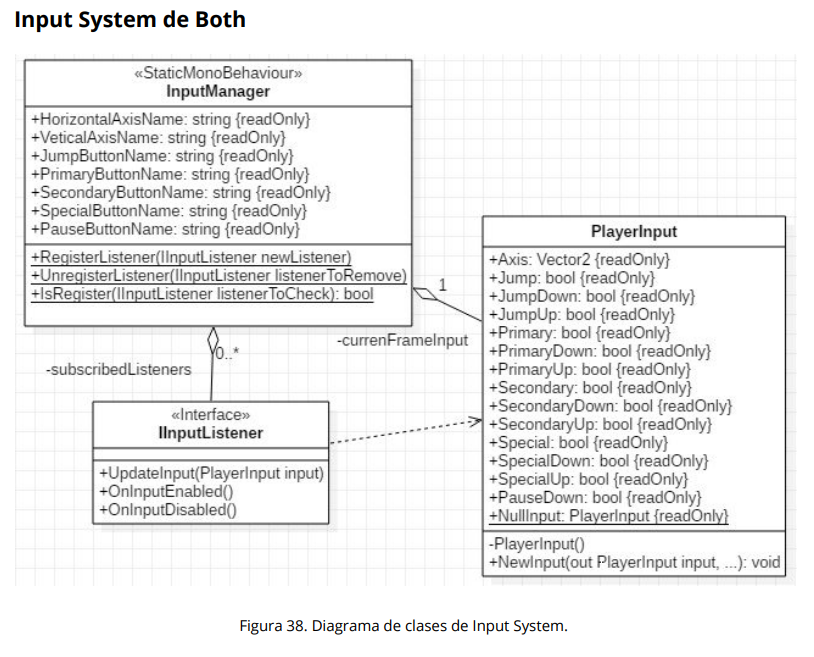 Input System de Both
«StaticMonoBehaviour»
InputManager
+HorizontalAxisName: string {readOnly}
+VeticalAxisName: string {readOnly}
+JumpButtonName: string {readOnly}
+PrimaryButtonName: string {readOnly}
+SecondaryButtonName: string {readOnly}
+SpecialButtonName: string {readOnly}
+PauseButtonName: string {readOnly}
+RegisterListener(IInputListener newListener)
+UnregisterListener(IInputListener listenerToRemove)
+IsRegister(IInputListener listenerToCheck): bool
1
-currenFrameInput
0..*
-subscribedListeners
«Interface»
IInputListener
+UpdateInput(PlayerInput input)
+OnInputEnabled()
+OnInputDisabled()
PlayerInput
+Axis: Vector2 {readOnly}
+Jump: bool {readOnly}
+JumpDown: bool {readOnly}
+JumpUp: bool {readOnly}
+Primary: bool {readOnly}
+PrimaryDown: bool {readOnly}
+PrimaryUp: bool {readOnly}
+Secondary: bool {readOnly}
+SecondaryDown: bool {readOnly}
+SecondaryUp: bool {readOnly}
+Special: bool {readOnly}
+SpecialDown: bool {readOnly}
+SpecialUp: bool {readOnly}
+PauseDown: bool {readOnly}
+NullInput: PlayerInput {readOnly}
-PlayerInput()
+NewInput(out PlayerInput input, ...): void
Figura 38. Diagrama de clases de Input System.